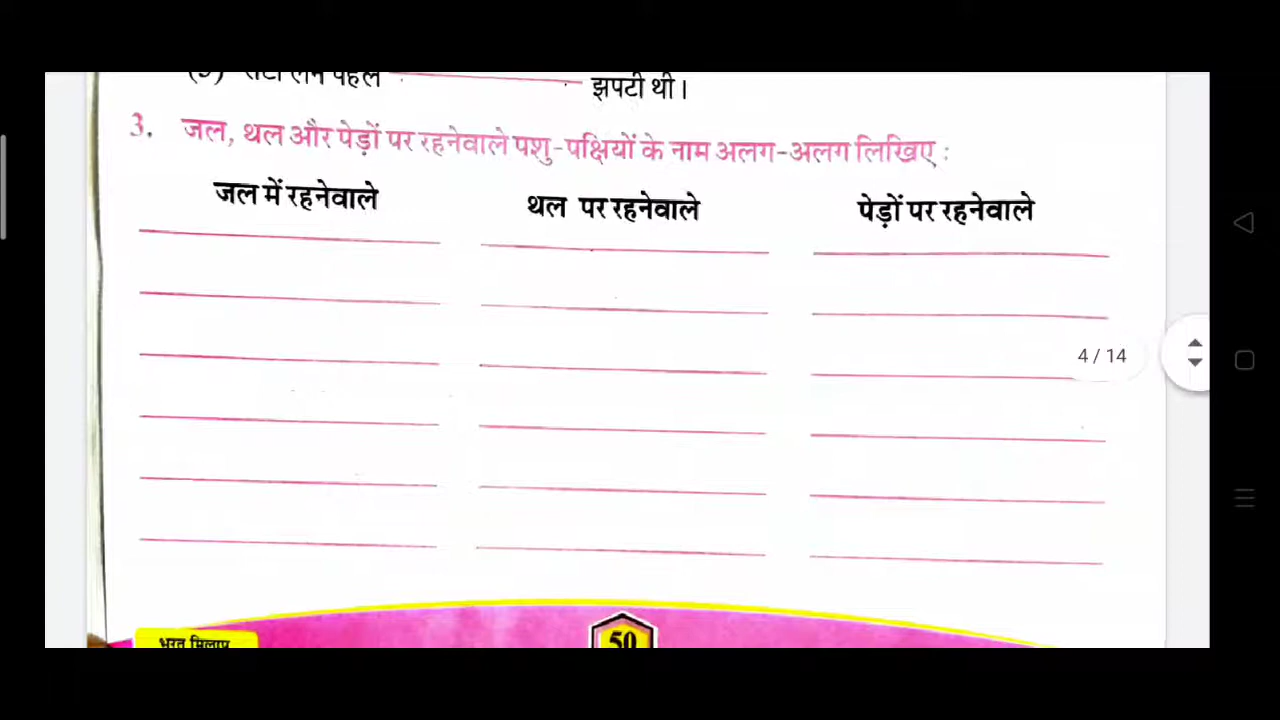 झपटी थी।
3. जल, थल और पेड़ों पर रहनेवाले पशु-पक्षियों के नाम अलग-अलग लिखिए :
जल में रहनेवाले थल पर रहनेवाले पेड़ों पर रहनेवाले
4 / 14
भरत मिलाप
50